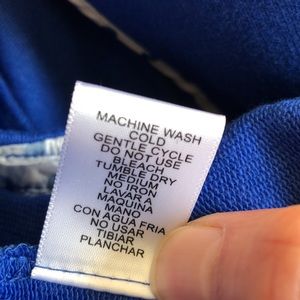 MACHINE WASH
COLD
GENTLE CYCLE
DO NOT USE
BLEACH
TUMBLE DRY
MEDIUM
NO IRON
LAVAR A
MAQUINA
MANO
CON AGUA FRIA
NO USAR
TIBIAR
PLANCHAR